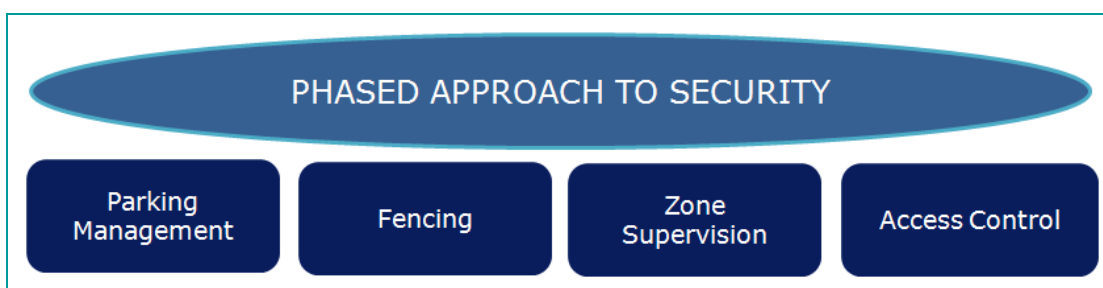 PHASED APPROACH TO SECURITY
Parking
Management
Fencing
Zone
Supervision
Access Control